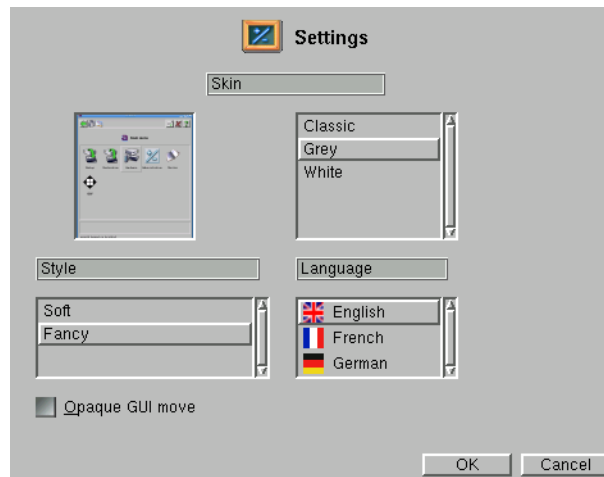 Settings
Skin
Classic
Grey
White
Style
Language
Soft
Fancy
English
French
German
Opaque GUI move
OK
Cancel